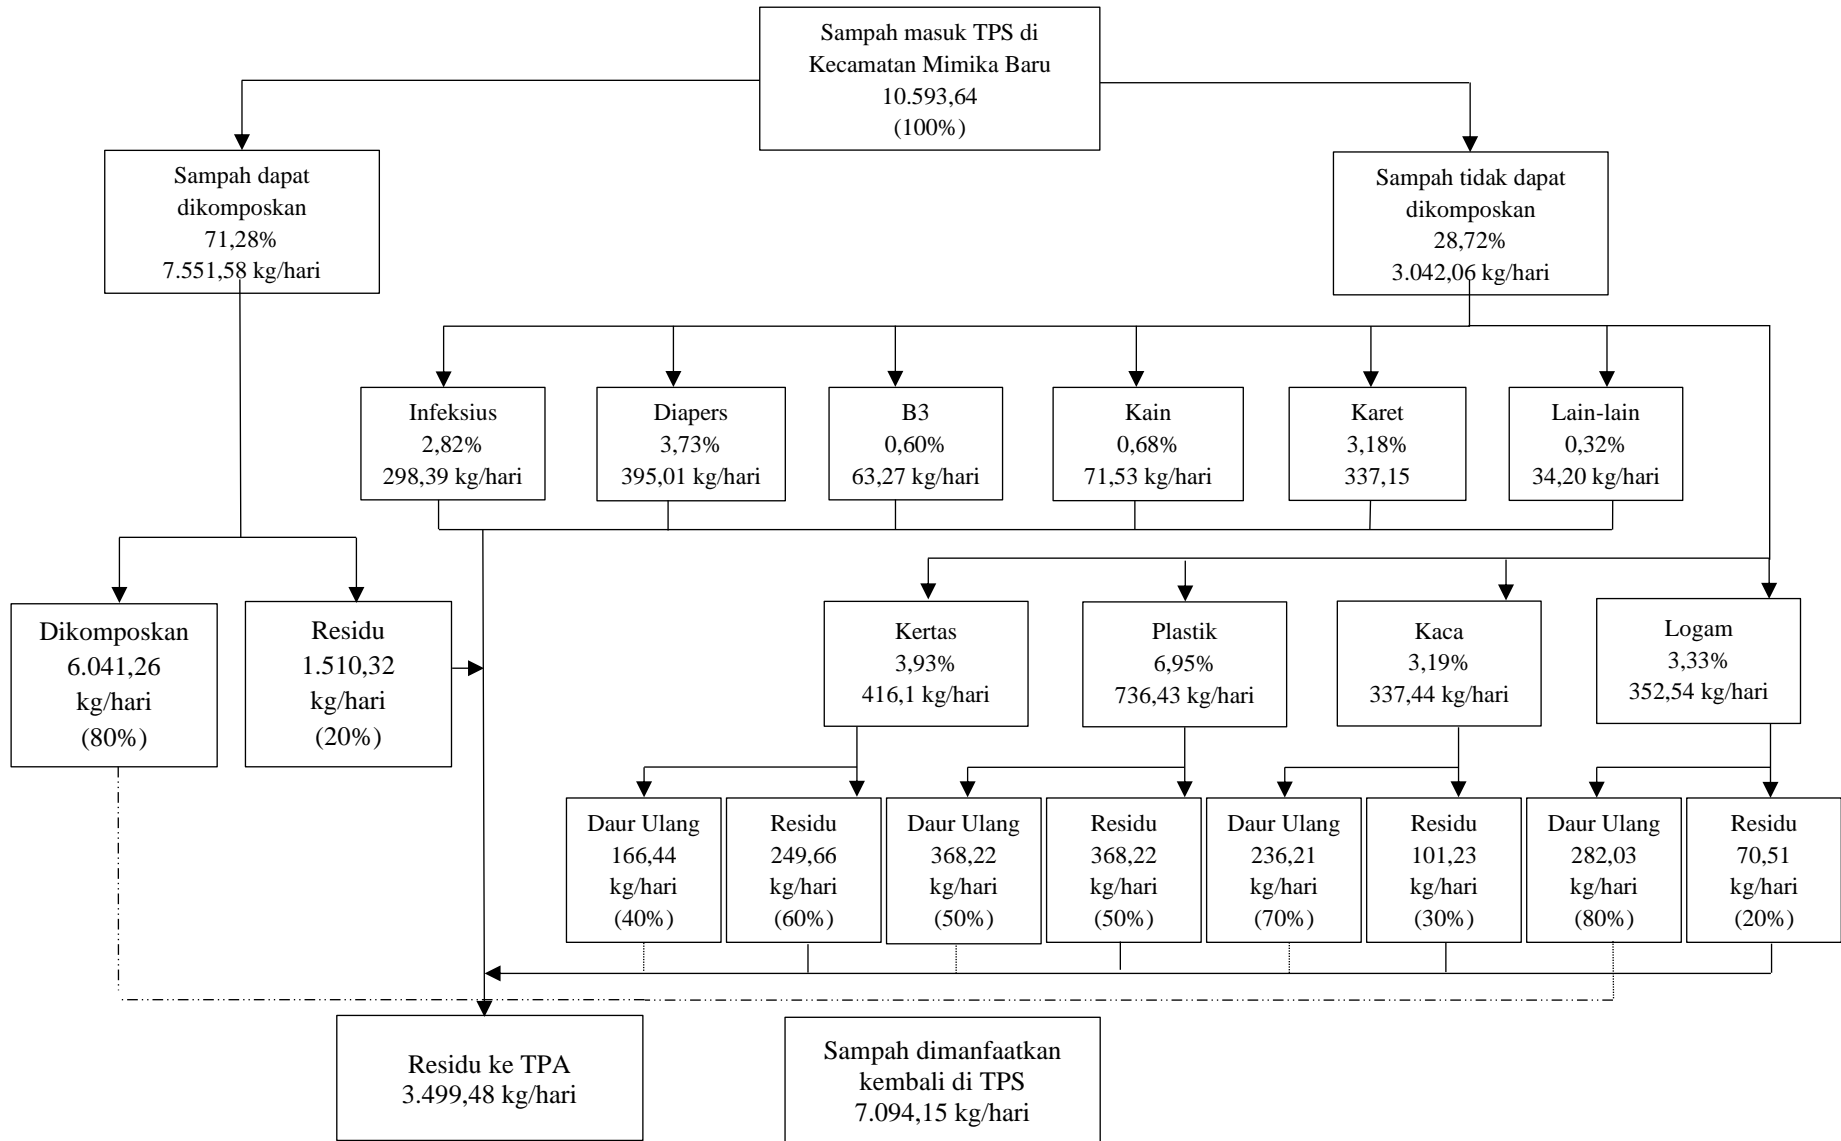 Sampah masuk TPS di
Kecamatan Mimika Baru
10.593,64
(100%)
Sampah dapat
dikomposkan
71,28%
7.551,58 kg/hari
Sampah tidak dapat
dikomposkan
28,72%
3.042,06 kg/hari
Infeksius
2,82%
298,39 kg/hari
Diapers
3,73%
395,01 kg/hari
B3
0,60%
63,27 kg/hari
Kain
0,68%
71,53 kg/hari
Karet
3,18%
337,15
Lain-lain
0,32%
34,20 kg/hari
Dikomposkan
6.041,26
kg/hari
(80%)
Residu
1.510,32
kg/hari
(20%)
Kertas
3,93%
416,1 kg/hari
Plastik
6,95%
736,43 kg/hari
Kaca
3,19%
337,44 kg/hari
Logam
3,33%
352,54 kg/hari
Daur Ulang
166,44
kg/hari
(40%)
Residu
249,66
kg/hari
(60%)
Daur Ulang
368,22
kg/hari
(50%)
Residu
368,22
kg/hari
(50%)
Daur Ulang
236,21
kg/hari
(70%)
Residu
101,23
kg/hari
(30%)
Daur Ulang
282,03
kg/hari
(80%)
Residu
70,51
kg/hari
(20%)
Residu ke TPA
3.499,48 kg/hari
Sampah dimanfaatkan
kembali di TPS
7.094,15 kg/hari